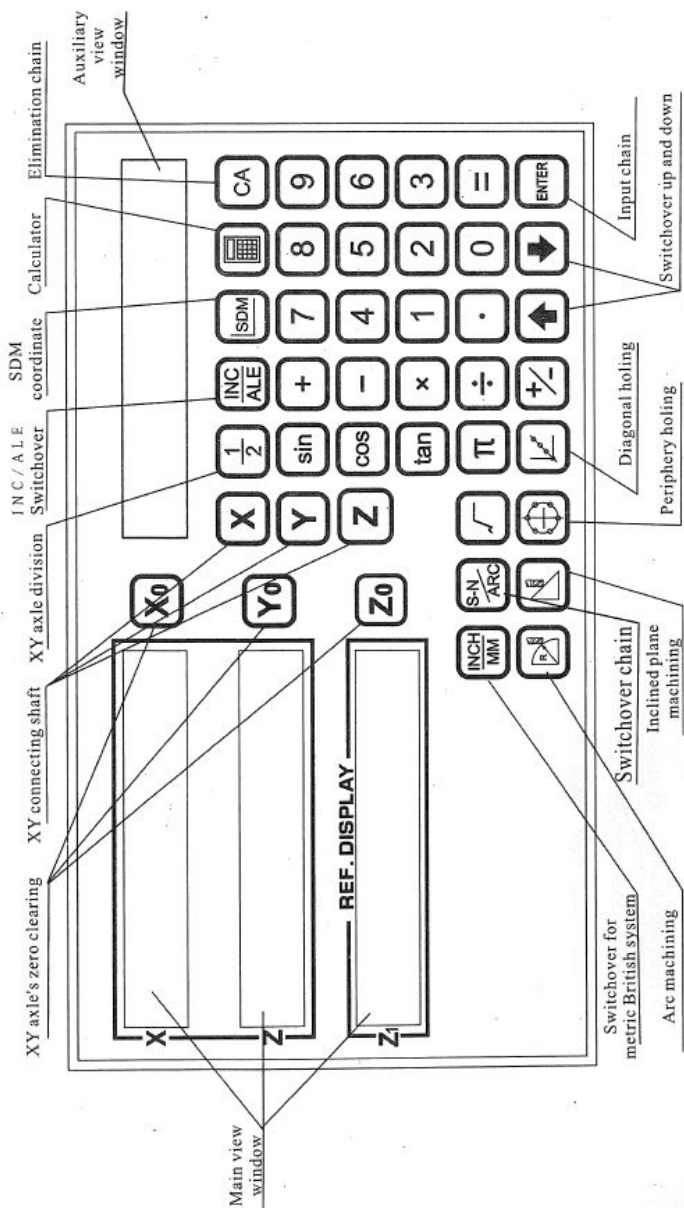 XY axle's zero clearing
XY connecting shaft
XY axle division
INC/ALE
Switchover
SDM
coordinate
Calculator
Elimination chain
Auxiliary
view
window
Main view
window
X
Z
Z1
REF. DISPLAY
X0
Y0
Z0
X
Y
Z
1
2
INC
ALE
SDM
CA
sin
+
7
8
9
cos
−
4
5
6
tan
×
1
2
3
INCH
MM
S-N
ARC
√
π
÷
.
0
=
R
+/-
ENTER
Switchover for
metric British system
Arc machining
Switchover chain
Inclined plane
machining
Periphery holing
Diagonal holing
Switchover up and down
Input chain